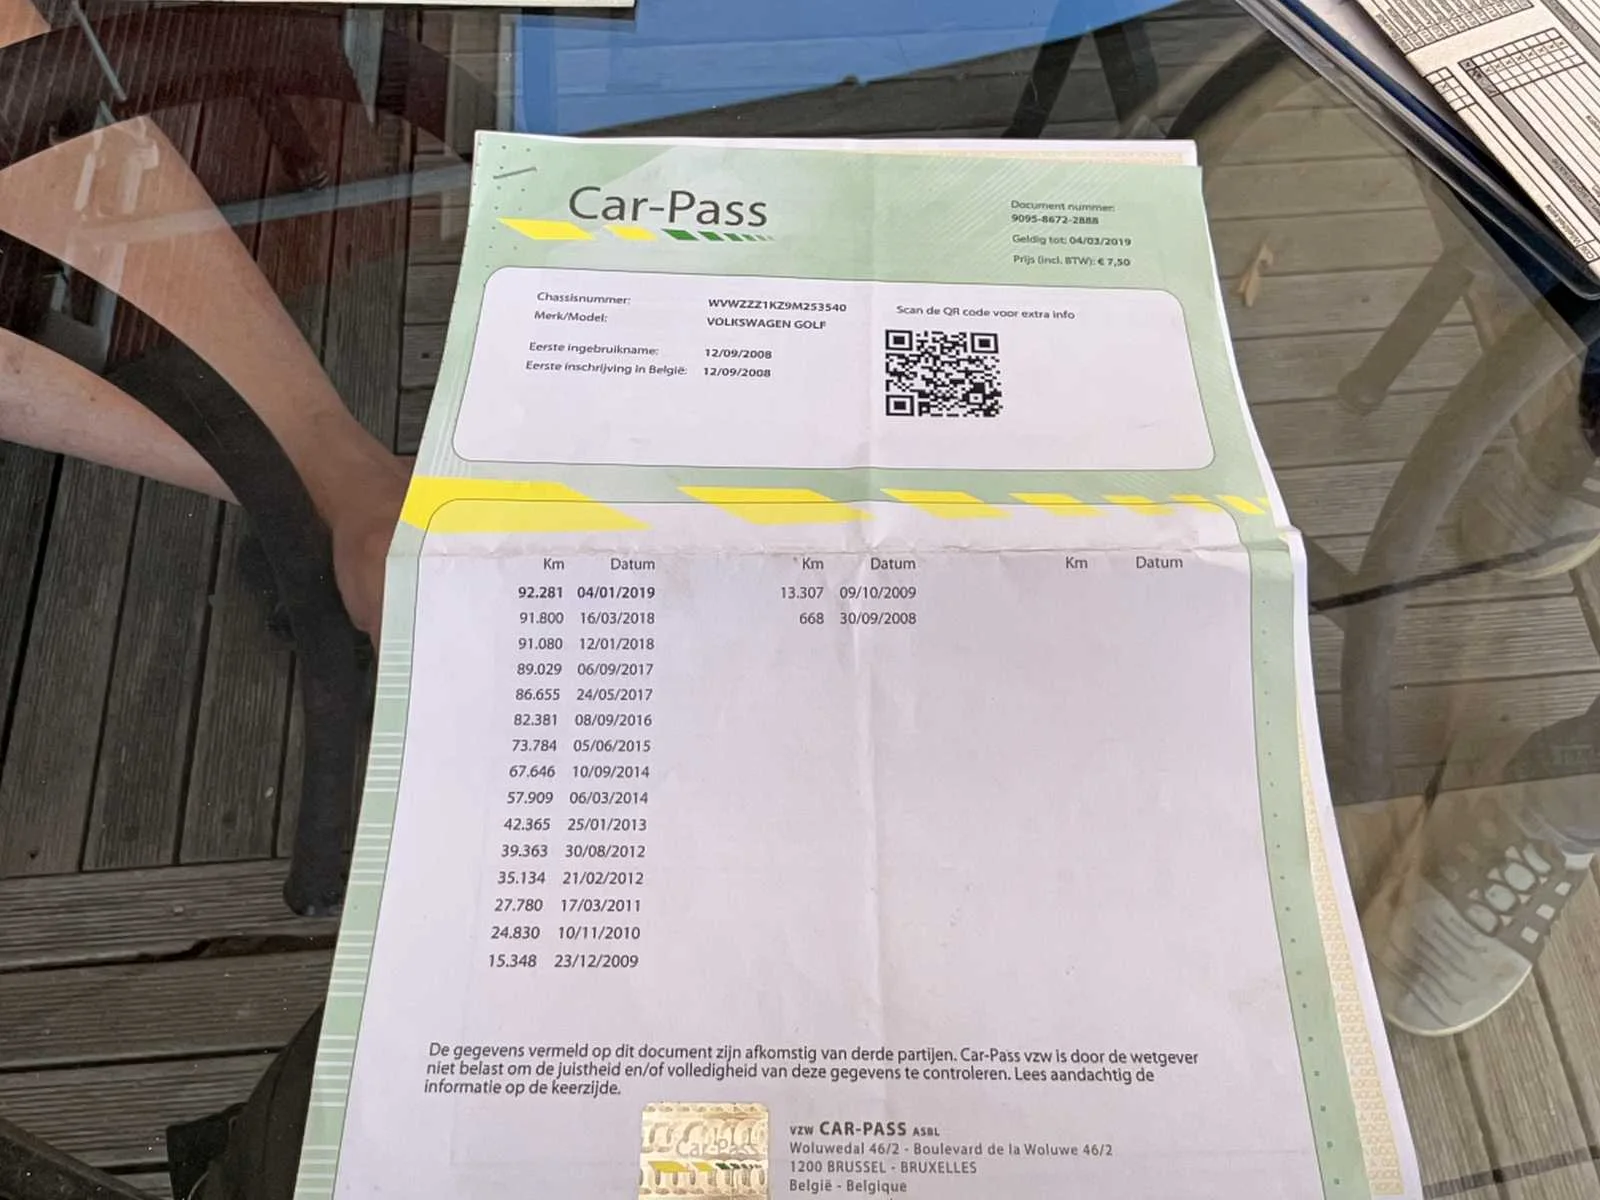 Car-Pass
Document nummer:
9095-8672-2888
Geldig tot: 04/03/2019
Prijs (incl. BTW): € 7,50
Chassisnummer: WVWZZZ1KZ9M253540
Merk/Model: VOLKSWAGEN GOLF
Eerste ingebruikname: 12/09/2008
Eerste inschrijving in België: 12/09/2008
Scan de QR code voor extra info
Km Datum Km Datum Km Datum
92.281 04/01/2019 13.307 09/10/2009
91.800 16/03/2018 668 30/09/2008
91.080 12/01/2018
89.029 06/09/2017
86.655 24/05/2017
82.381 08/09/2016
73.784 05/06/2015
67.646 10/09/2014
57.909 06/03/2014
42.365 25/01/2013
39.363 30/08/2012
35.134 21/02/2012
27.780 17/03/2011
24.830 10/11/2010
15.348 23/12/2009
De gegevens vermeld op dit document zijn afkomstig van derde partijen. Car-Pass vzw is door de wetgever
niet belast om de juistheid en/of volledigheid van deze gegevens te controleren. Lees aandachtig de
informatie op de keerzijde.
Car-Pass
VZW CAR-PASS ASBL
Woluwedal 46/2 - Boulevard de la Woluwe 46/2
1200 BRUSSEL - BRUXELLES
België - Belgique